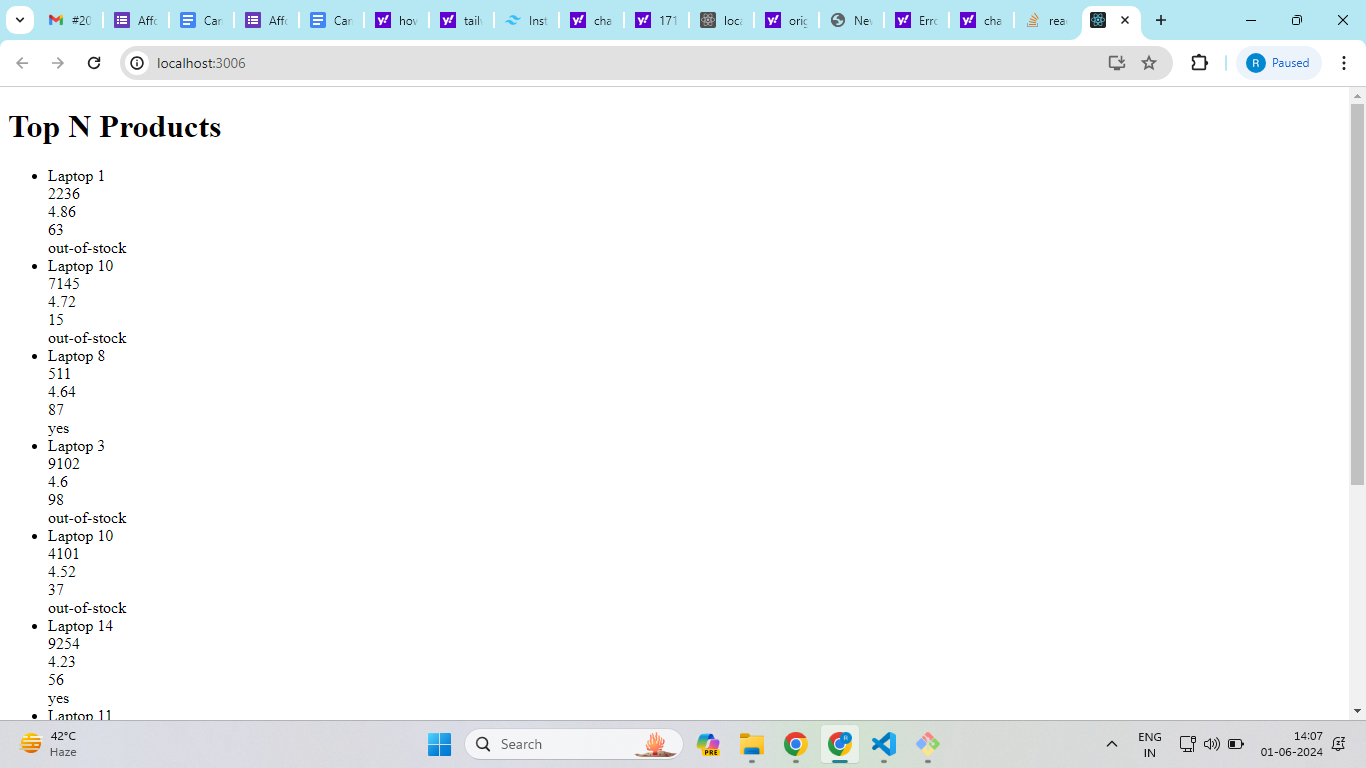 #20
Affo
Can
Affo
Can
hov
tailv
Inst
cha
171
loca
orig
Nev
Erro
cha
rea
localhost:3006
R
Paused
Top N Products
Laptop 1
2236
4.86
63
out-of-stock
Laptop 10
7145
4.72
15
out-of-stock
Laptop 8
511
4.64
87
yes
Laptop 3
9102
4.6
98
out-of-stock
Laptop 10
4101
4.52
37
out-of-stock
Laptop 14
9254
4.23
56
yes
Laptop 11
42°C
Haze
Search
PRE
R
ENG
IN
14:07
01-06-2024